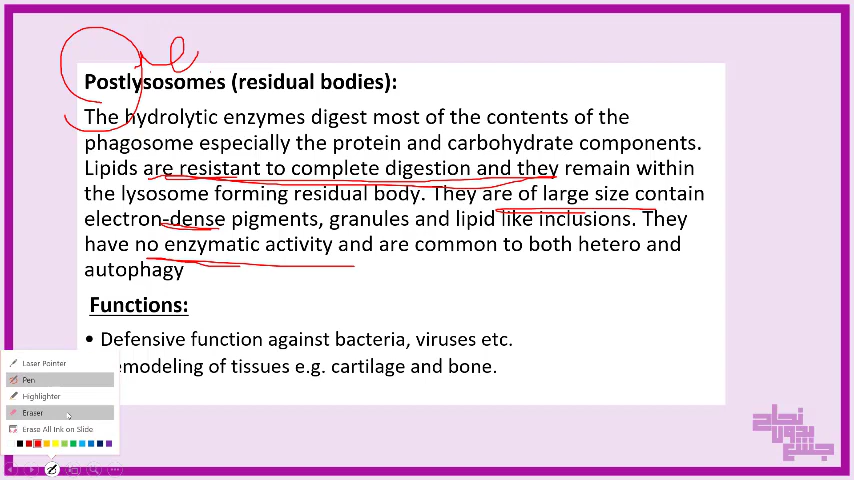 Postlysosomes (residual bodies):
The hydrolytic enzymes digest most of the contents of the
phagosome especially the protein and carbohydrate components.
Lipids are resistant to complete digestion and they remain within
the lysosome forming residual body. They are of large size contain
electron-dense pigments, granules and lipid like inclusions. They
have no enzymatic activity and are common to both hetero and
autophagy
Functions:
• Defensive function against bacteria, viruses etc.
emodeling of tissues e.g. cartilage and bone.
Laser Pointer
Pen
Highlighter
Eraser
Erase All Ink on Slide
نجاح
بدون
جشع